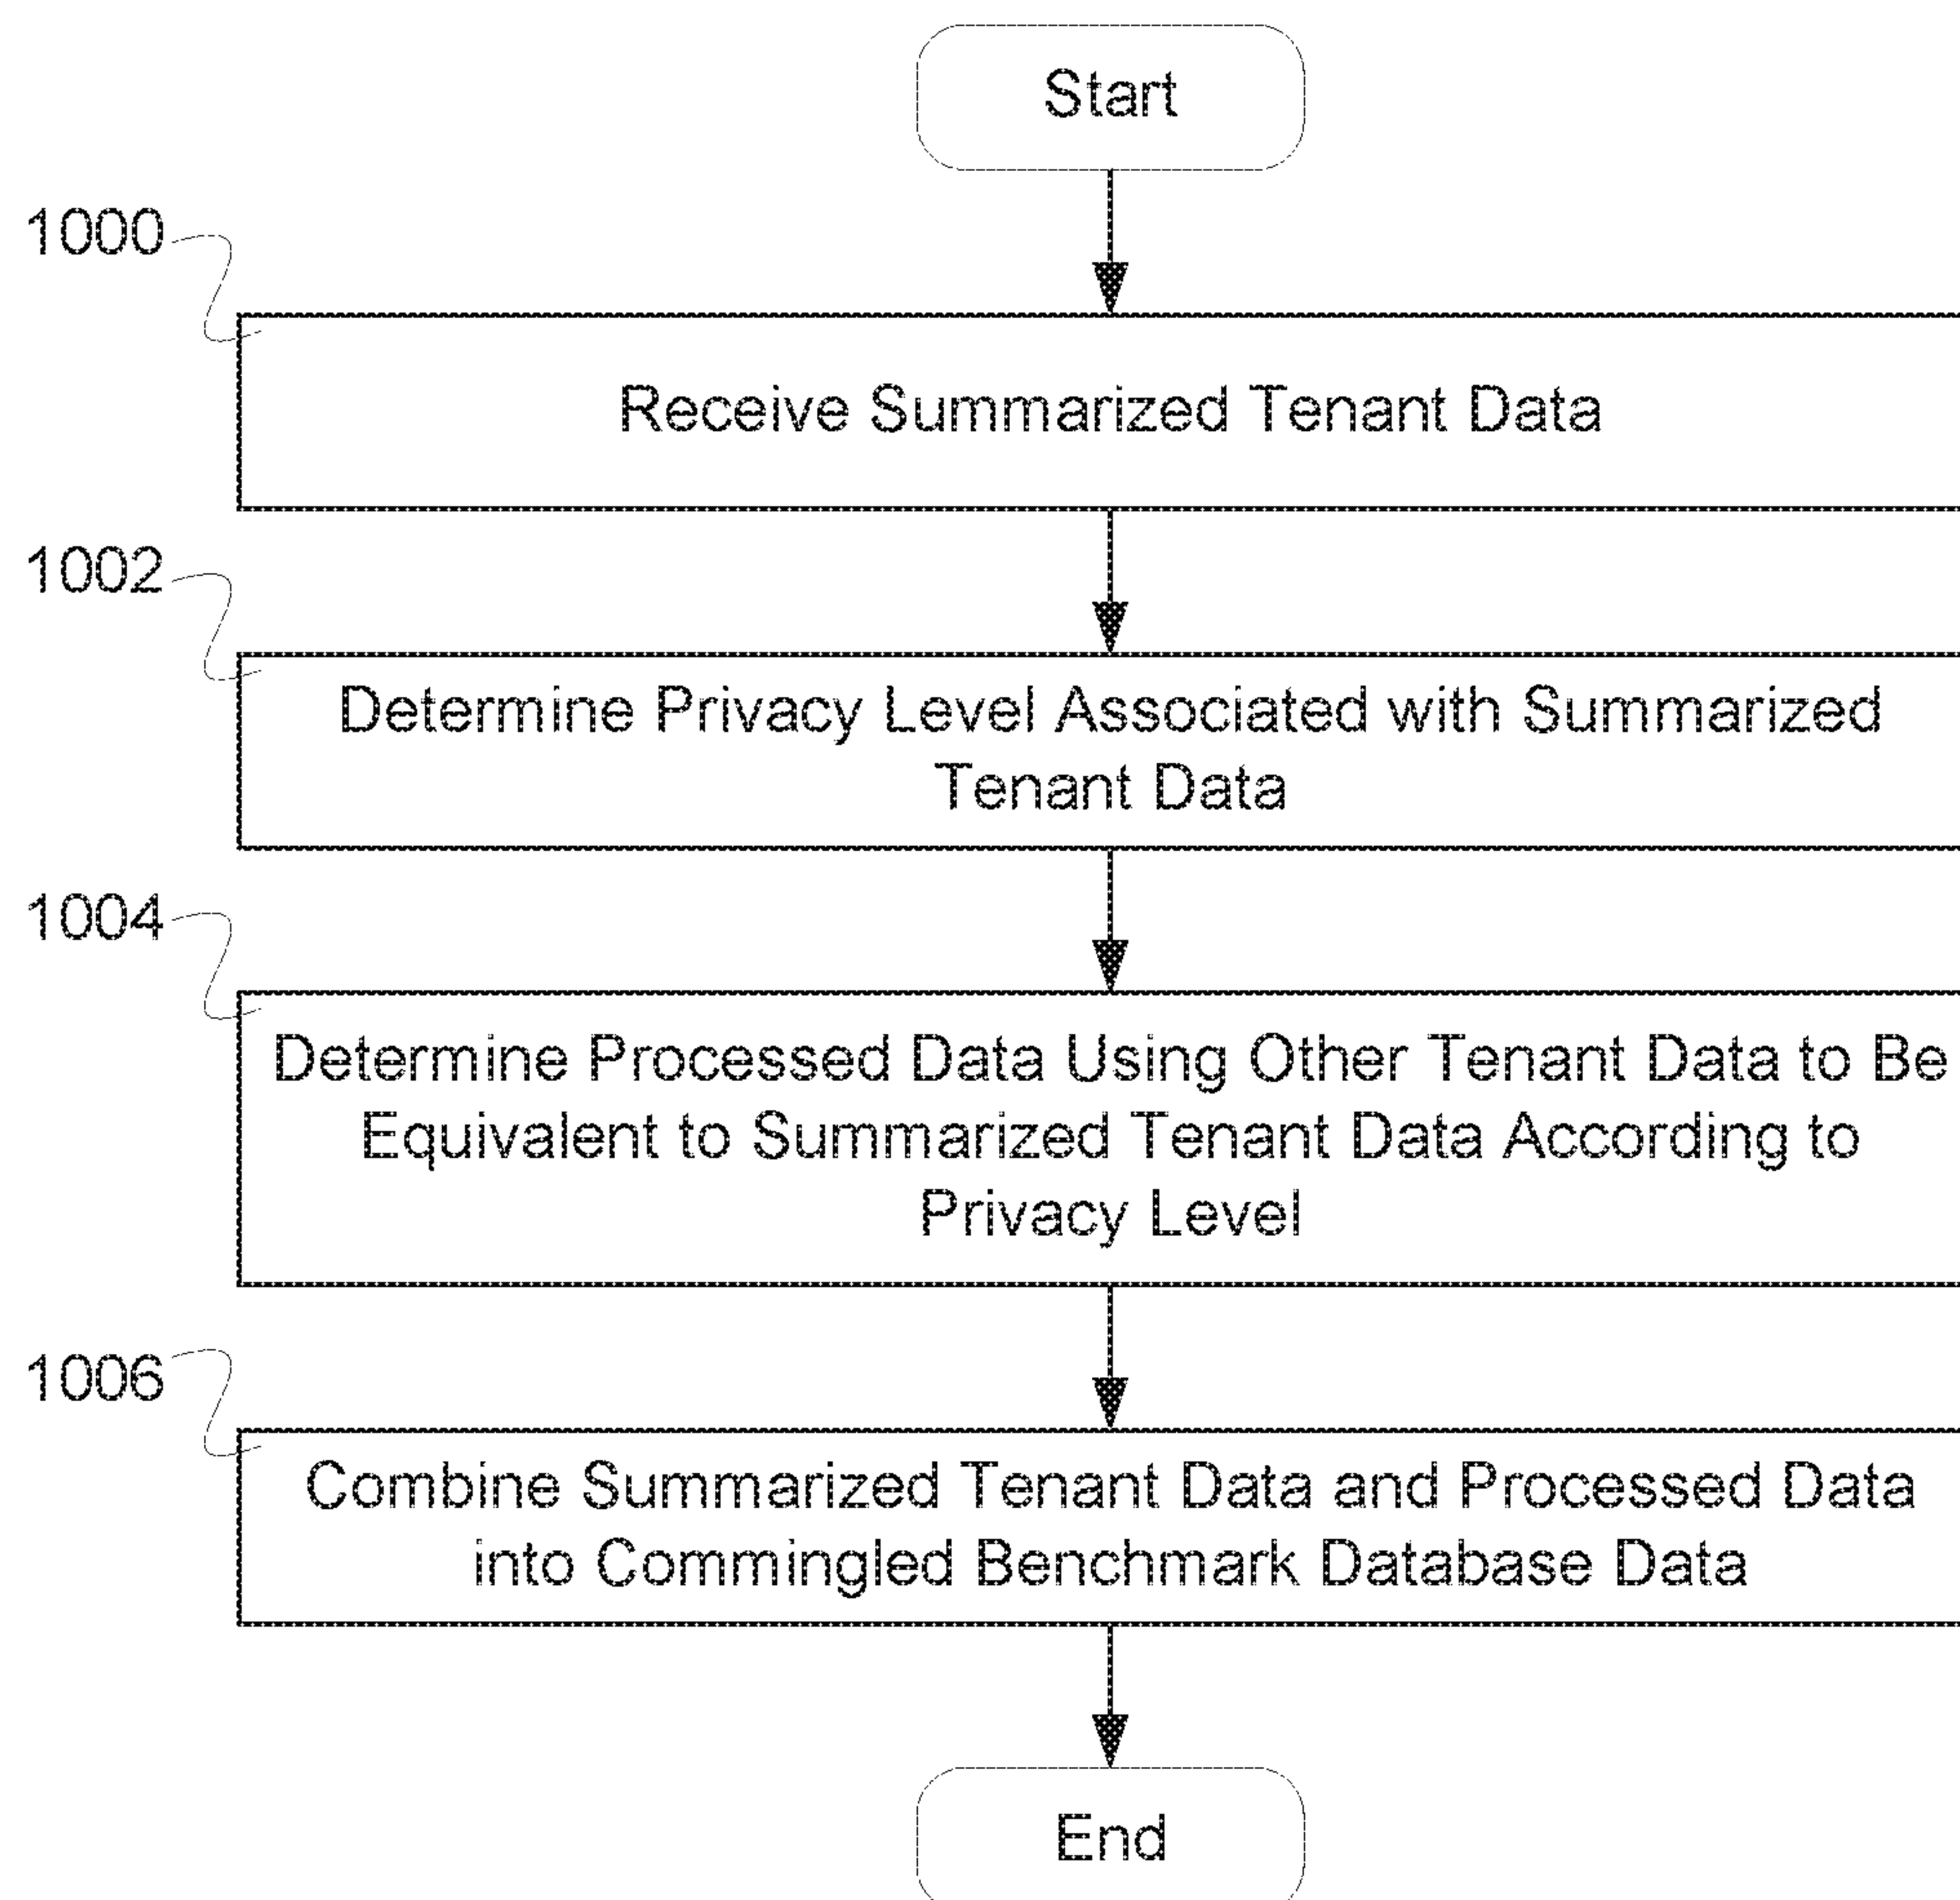 Start
1000
Receive Summarized Tenant Data
1002
Determine Privacy Level Associated with Summarized
Tenant Data
1004
Determine Processed Data Using Other Tenant Data to Be
Equivalent to Summarized Tenant Data According to
Privacy Level
1006
Combine Summarized Tenant Data and Processed Data
into Commingled Benchmark Database Data
End